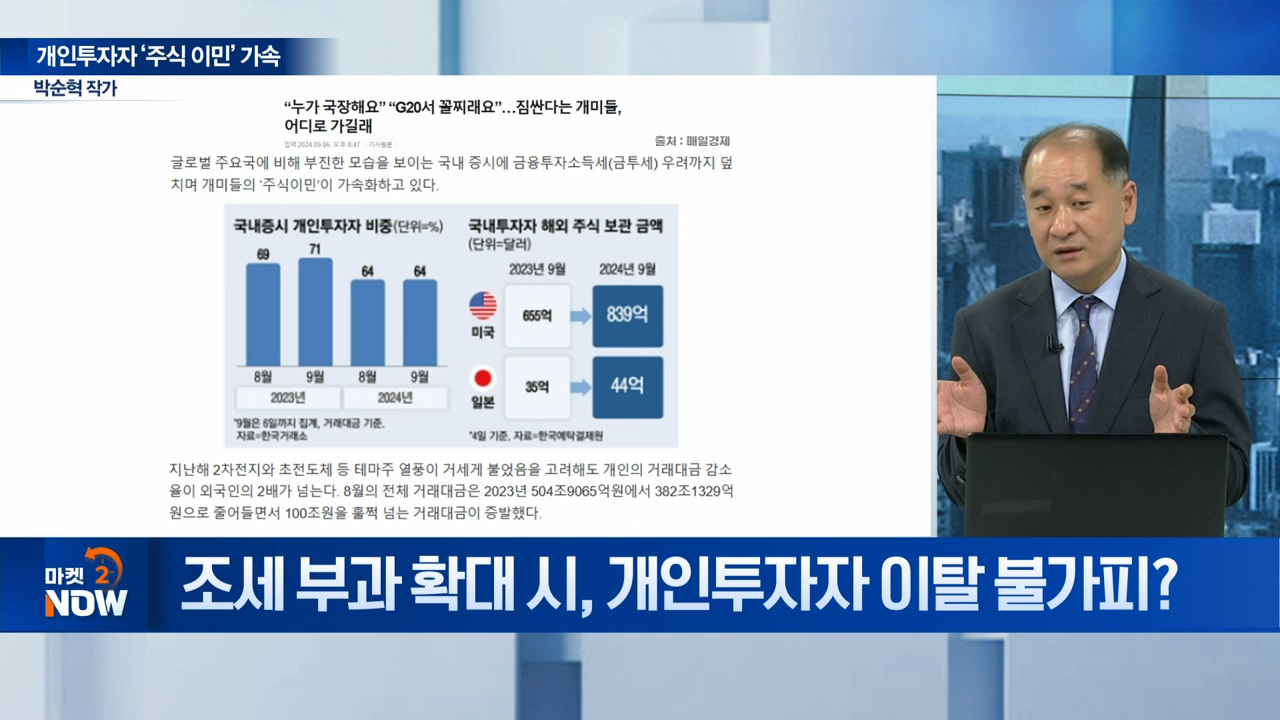 개인투자자 ‘주식 이민’ 가속
박순혁 작가
“누가 국장해요” “G20서 꼴찌래요”…짐싼다는 개미들,
어디로 가길래
입력 2024.09.06. 오후 8:47 기사원문
출처 : 매일경제
글로벌 주요국에 비해 부진한 모습을 보이는 국내 증시에 금융투자소득세(금투세) 우려까지 덮
치며 개미들의 ‘주식이민’이 가속화하고 있다.
국내증시 개인투자자 비중(단위=%)
69 71 64 64
8월 9월 8월 9월
2023년 2024년
*9월은 6일까지 집계, 거래대금 기준.
자료=한국거래소
국내투자자 해외 주식 보관 금액
(단위=달러)
2023년 9월 2024년 9월
미국 655억 839억
일본 35억 44억
*4일 기준, 자료=한국예탁결제원
지난해 2차전지와 초전도체 등 테마주 열풍이 거세게 불었음을 고려해도 개인의 거래대금 감소
율이 외국인의 2배가 넘는다. 8월의 전체 거래대금은 2023년 504조9065억원에서 382조1329억
원으로 줄어들면서 100조원을 훌쩍 넘는 거래대금이 증발했다.
마켓 2
NOW
조세 부과 확대 시, 개인투자자 이탈 불가피?